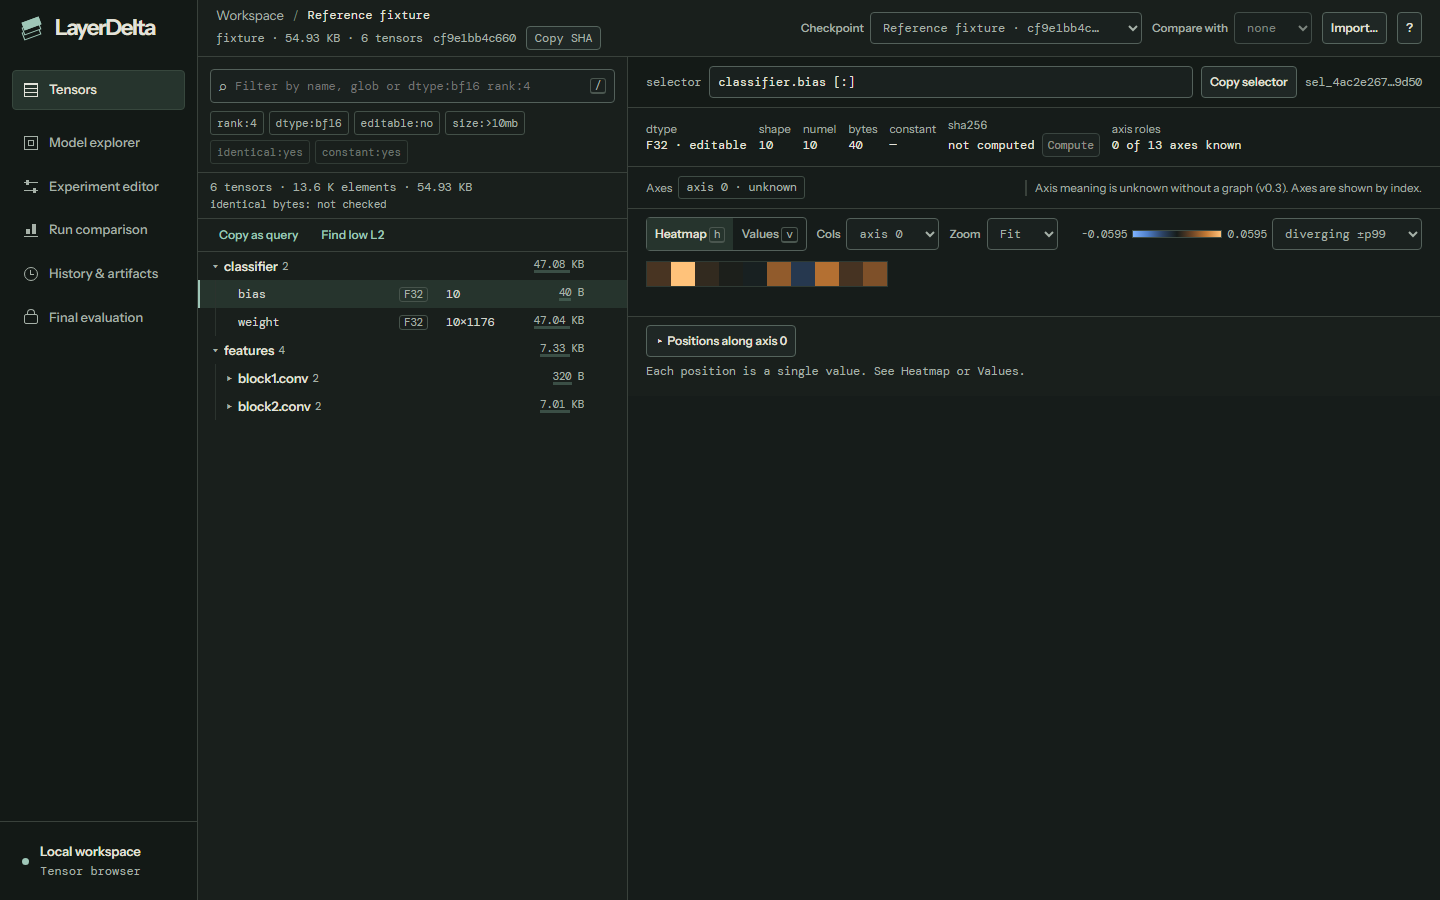 LayerDelta
Tensors
Model explorer
Experiment editor
Run comparison
History & artifacts
Final evaluation
Local workspace
Tensor browser
Workspace / Reference fixture
fixture · 54.93 KB · 6 tensors cf9e1bb4c660 Copy SHA
Checkpoint Reference fixture · cf9e1bb4c… Compare with none Import... ?
Filter by name, glob or dtype:bf16 rank:4 /
rank:4 dtype:bf16 editable:no size:>10mb
identical:yes constant:yes
6 tensors · 13.6 K elements · 54.93 KB
identical bytes: not checked
Copy as query Find low L2
classifier 2 47.08 KB
bias F32 10 40 B
weight F32 10×1176 47.04 KB
features 4 7.33 KB
block1.conv 2 320 B
block2.conv 2 7.01 KB
selector classifier.bias [:] Copy selector sel_4ac2e267…9d50
dtype shape numel bytes constant sha256 axis roles
F32 · editable 10 10 40 — not computed Compute 0 of 13 axes known
Axes axis 0 · unknown Axis meaning is unknown without a graph (v0.3). Axes are shown by index.
Heatmap h Values v Cols axis 0 Zoom Fit -0.0595 0.0595 diverging ±p99
Positions along axis 0
Each position is a single value. See Heatmap or Values.